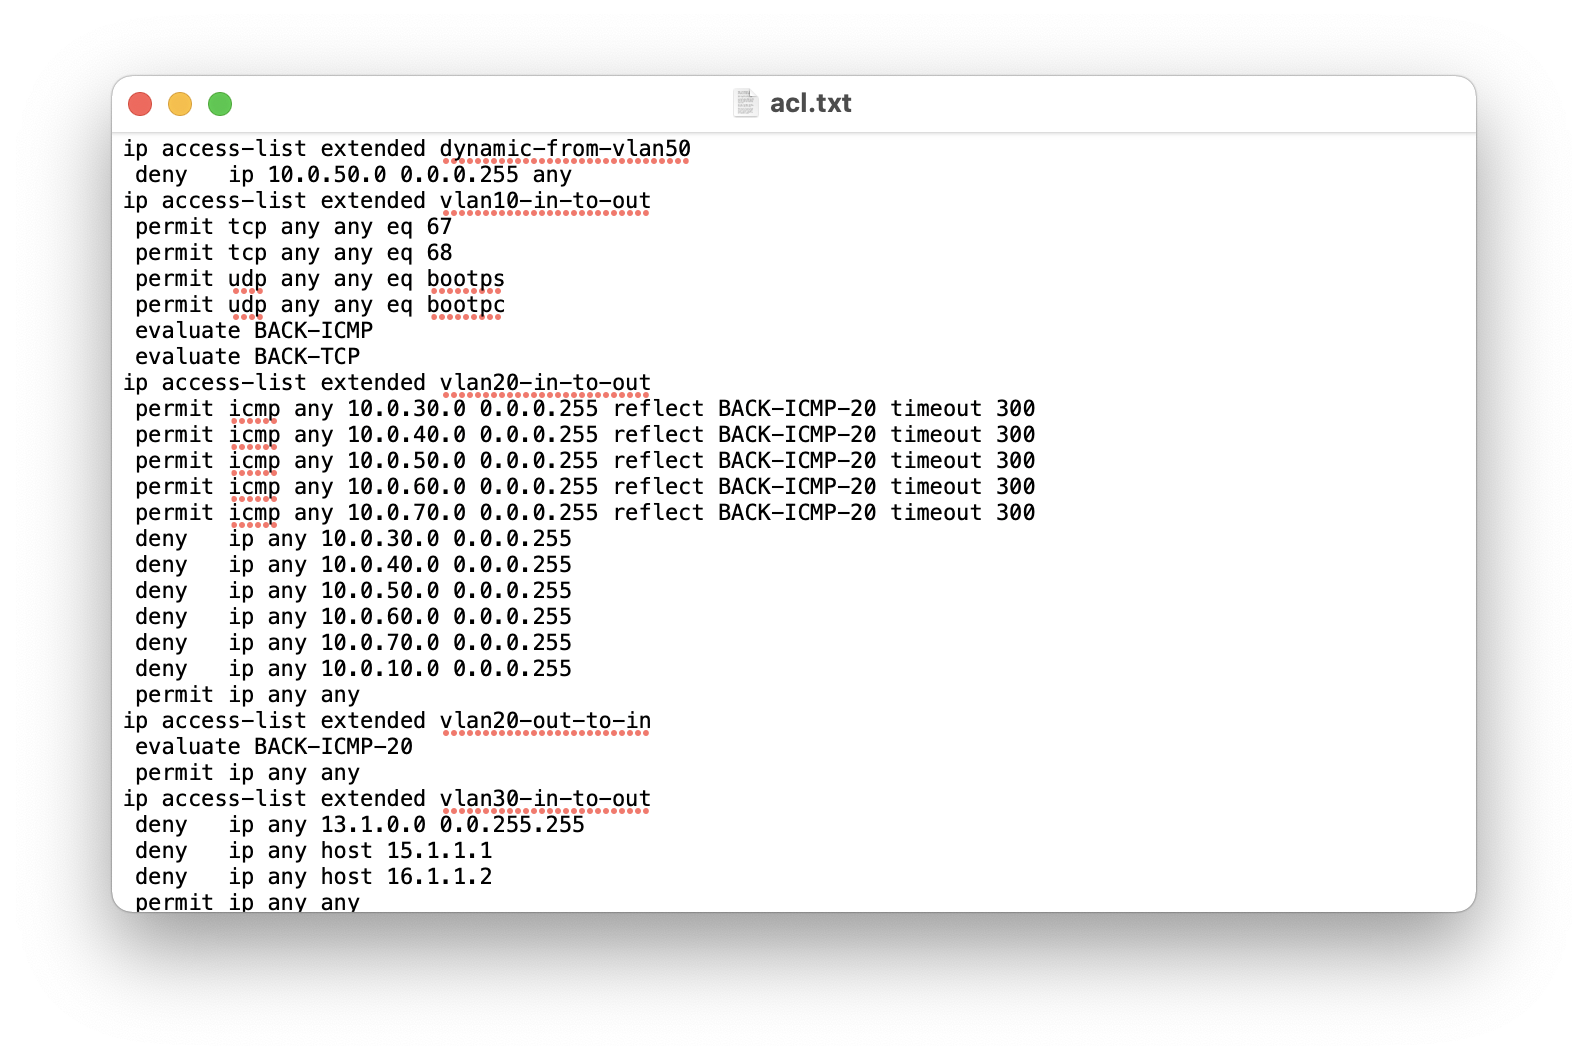 acl.txt
ip access-list extended dynamic-from-vlan50
 deny   ip 10.0.50.0 0.0.0.255 any
ip access-list extended vlan10-in-to-out
 permit tcp any any eq 67
 permit tcp any any eq 68
 permit udp any any eq bootps
 permit udp any any eq bootpc
 evaluate BACK-ICMP
 evaluate BACK-TCP
ip access-list extended vlan20-in-to-out
 permit icmp any 10.0.30.0 0.0.0.255 reflect BACK-ICMP-20 timeout 300
 permit icmp any 10.0.40.0 0.0.0.255 reflect BACK-ICMP-20 timeout 300
 permit icmp any 10.0.50.0 0.0.0.255 reflect BACK-ICMP-20 timeout 300
 permit icmp any 10.0.60.0 0.0.0.255 reflect BACK-ICMP-20 timeout 300
 permit icmp any 10.0.70.0 0.0.0.255 reflect BACK-ICMP-20 timeout 300
 deny   ip any 10.0.30.0 0.0.0.255
 deny   ip any 10.0.40.0 0.0.0.255
 deny   ip any 10.0.50.0 0.0.0.255
 deny   ip any 10.0.60.0 0.0.0.255
 deny   ip any 10.0.70.0 0.0.0.255
 deny   ip any 10.0.10.0 0.0.0.255
 permit ip any any
ip access-list extended vlan20-out-to-in
 evaluate BACK-ICMP-20
 permit ip any any
ip access-list extended vlan30-in-to-out
 deny   ip any 13.1.0.0 0.0.255.255
 deny   ip any host 15.1.1.1
 deny   ip any host 16.1.1.2
 permit ip any any